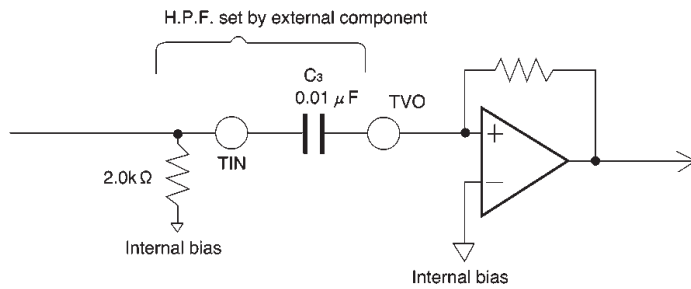 H.P.F. set by external component
C3
0.01 μF
TVO
TIN
2.0kΩ
+
−
Internal bias
Internal bias